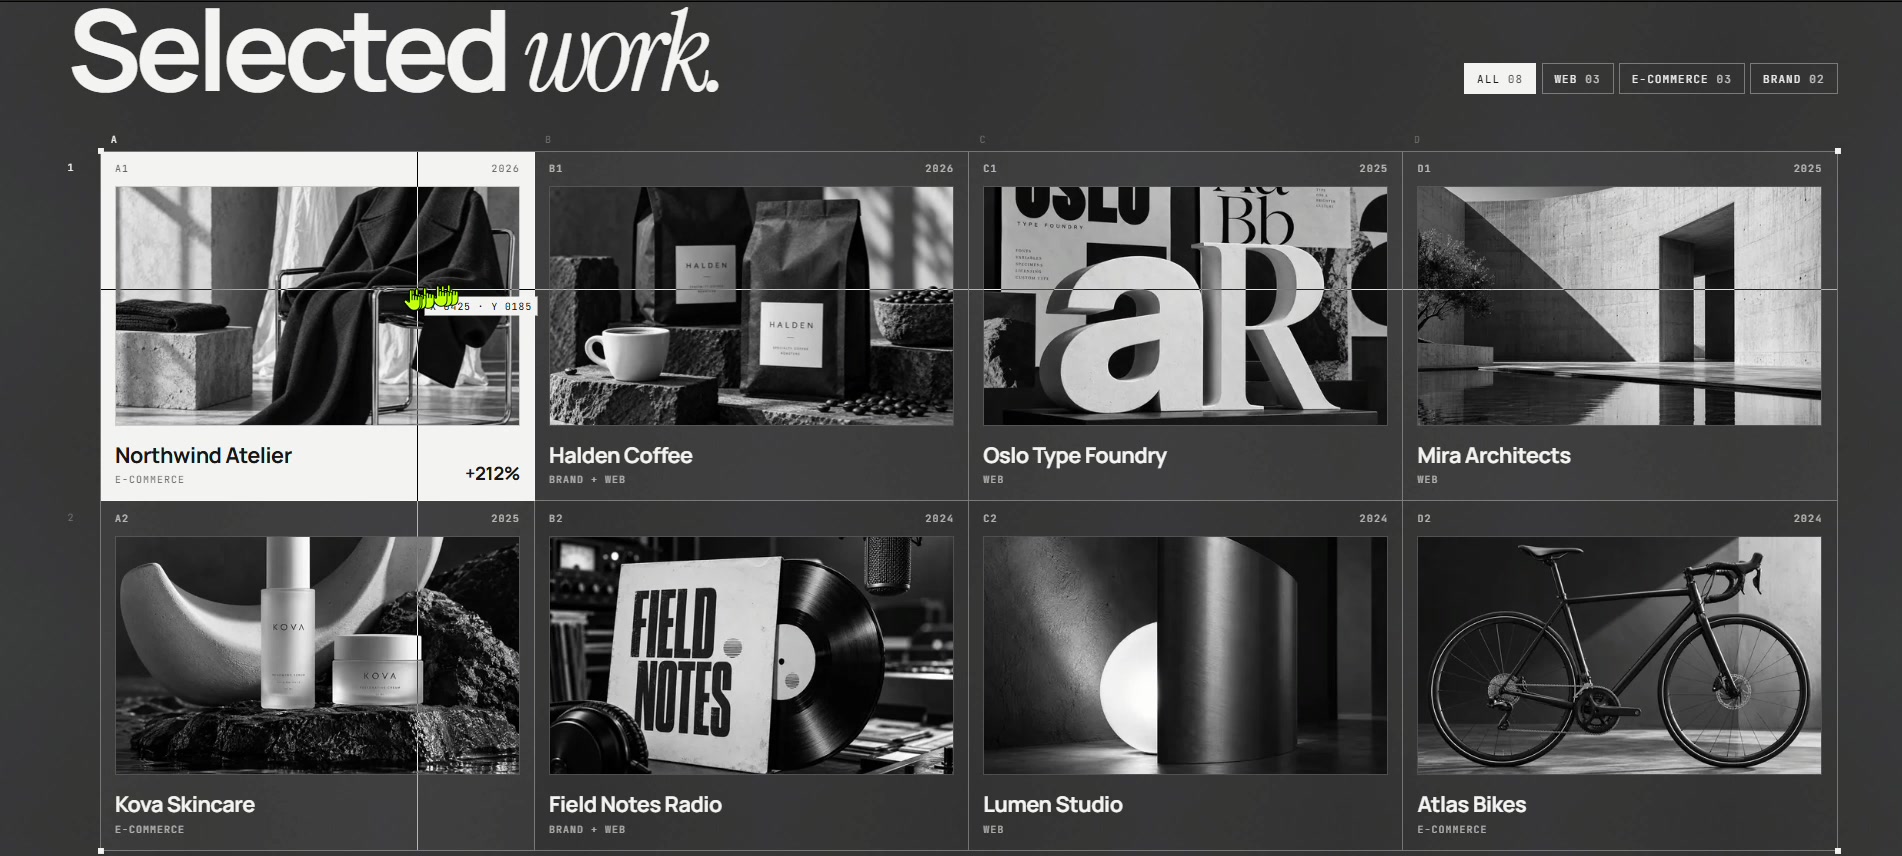 Selected work.
ALL 08
WEB 03
E-COMMERCE 03
BRAND 02
A
B
C
D
1
A1
2026
B1
2026
C1
2025
D1
2025
TYPE FOUNDRY
Bb
HALDEN
HALDEN
425 · Y 0185
aR
Northwind Atelier
E-COMMERCE
+212%
Halden Coffee
BRAND + WEB
Oslo Type Foundry
WEB
Mira Architects
WEB
2
A2
2025
B2
2024
C2
2024
D2
2024
KOVA
KOVA
FIELD
NOTES
Kova Skincare
E-COMMERCE
Field Notes Radio
BRAND + WEB
Lumen Studio
WEB
Atlas Bikes
E-COMMERCE